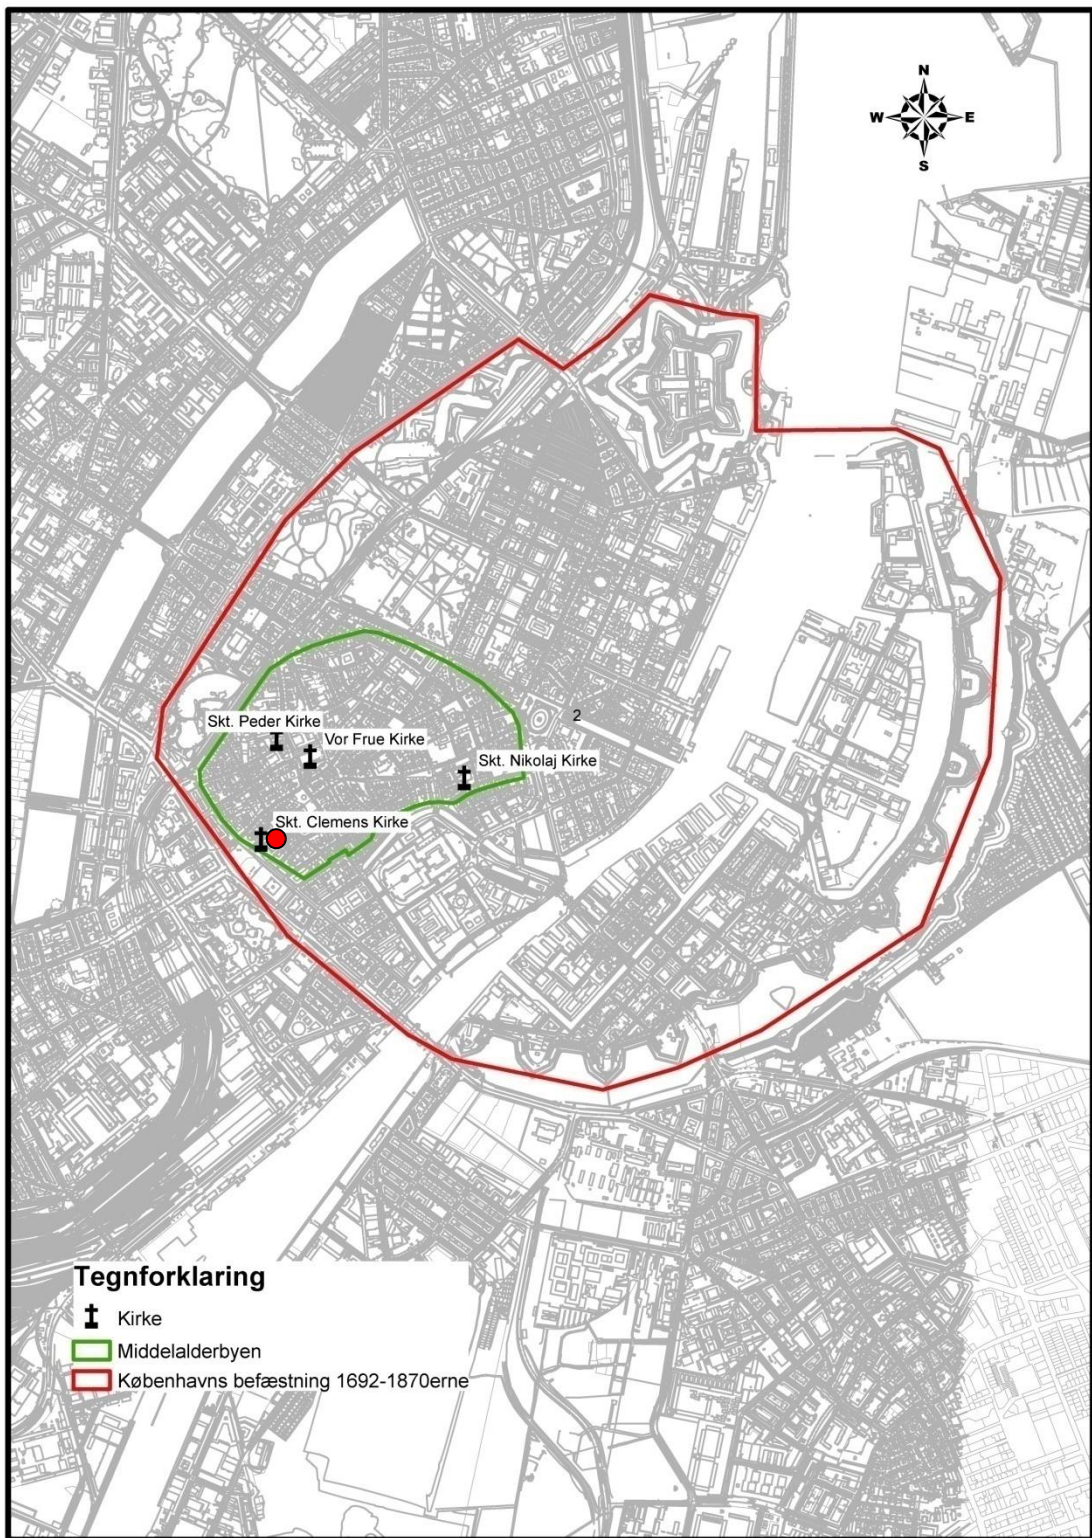 N
W E
S
2
Skt. Peder Kirke
Vor Frue Kirke
Skt. Nikolaj Kirke
Skt. Clemens Kirke
Tegnforklaring
Kirke
Middelalderbyen
Københavns befæstning 1692-1870erne